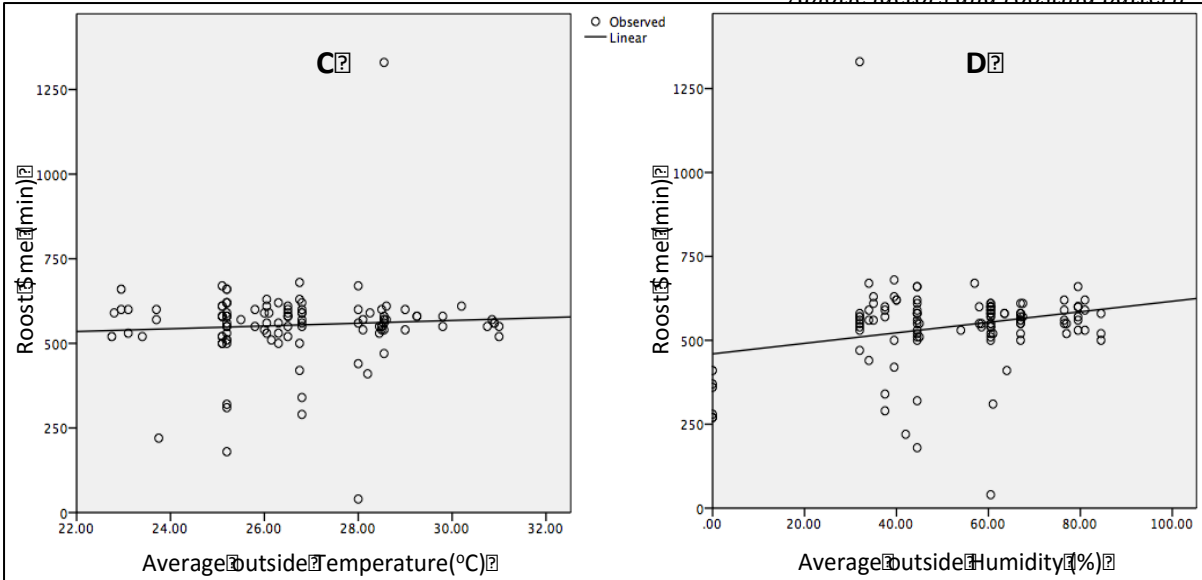 Observed
Linear
C
1250
1000
750
500
250
0
22.00 24.00 26.00 28.00 30.00 32.00
Roost $me (min)
Average outside Temperature(°C)
D
1250
1000
750
500
250
0
.00 20.00 40.00 60.00 80.00 100.00
Roost $me (min)
Average outside Humidity (%)